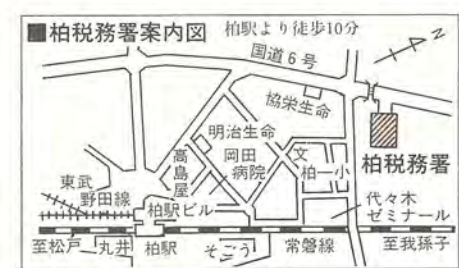 ■柏税務署案内図 柏駅より徒歩10分
国道6号
協栄生命
明治生命
高島屋
岡田
病院
文
柏一小
柏税務署
東武
野田線
柏駅ビル
代々木
ゼミナール
至松戸 丸井 柏駅 そごう 常磐線 至我孫子
N